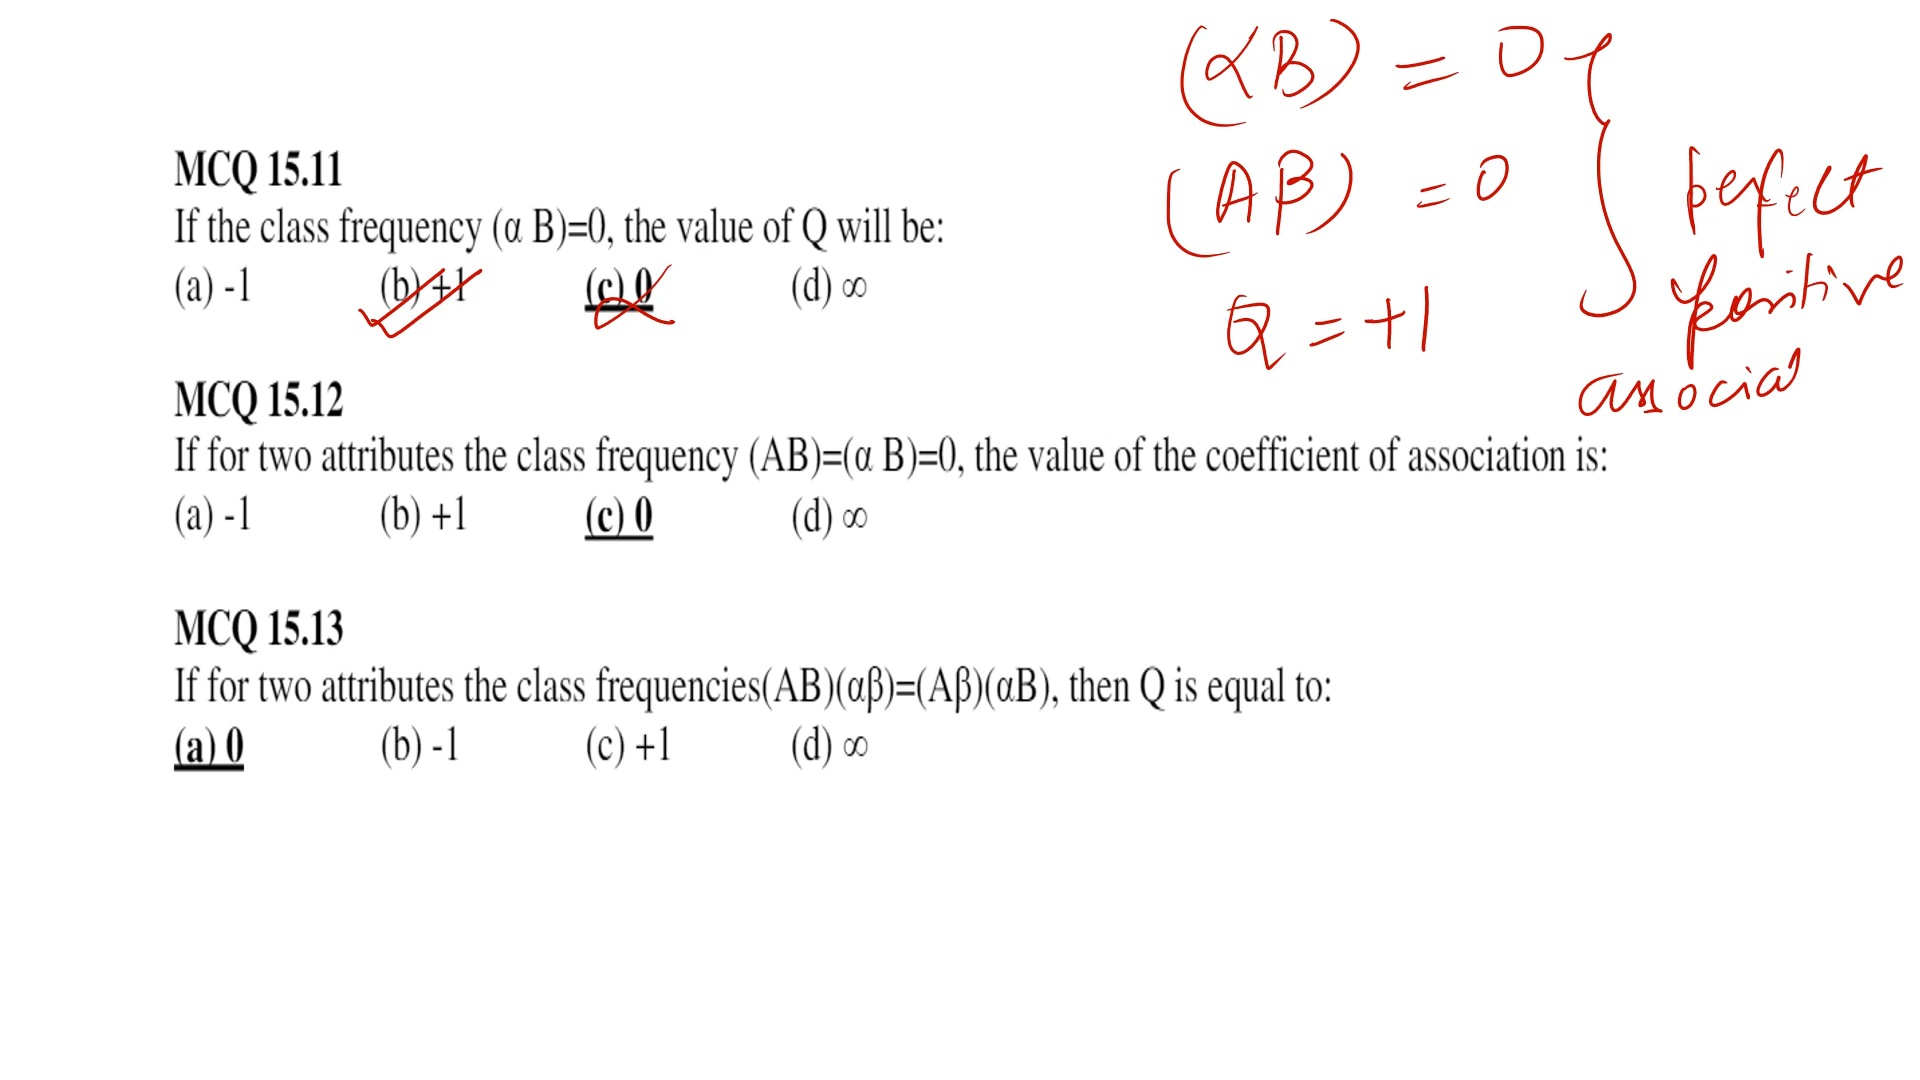 (αB) = 0
(Aβ) = 0
perfect
positive
Q = +1
MCQ 15.11
If the class frequency (α B)=0, the value of Q will be:
(a) -1 (b) +1 (c) 0 (d) ∞
MCQ 15.12
If for two attributes the class frequency (AB)=(α B)=0, the value of the coefficient of association is:
(a) -1 (b) +1 (c) 0 (d) ∞
MCQ 15.13
If for two attributes the class frequencies(AB)(αβ)=(Aβ)(αB), then Q is equal to:
(a) 0 (b) -1 (c) +1 (d) ∞